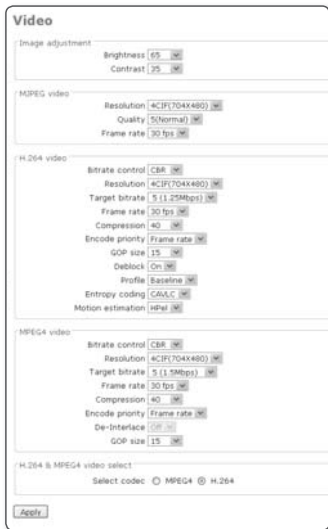 Video
Image adjustment
Brightness 65
Contrast 35
MJPEG video
Resolution 4CIF(704X480)
Quality 5(Normal)
Frame rate 30 fps
H.264 video
Bitrate control CBR
Resolution 4CIF(704X480)
Target bitrate 5 (1.25Mbps)
Frame rate 30 fps
Compression 40
Encode priority Frame rate
GOP size 15
Deblock On
Profile Baseline
Entropy coding CAVLC
Motion estimation HPel
MPEG4 video
Bitrate control CBR
Resolution 4CIF(704X480)
Target bitrate 5 (1.5Mbps)
Frame rate 30 fps
Compression 40
Encode priority Frame rate
De-Interlace Off
GOP size 15
H.264 & MPEG4 video select
Select codec MPEG4 H.264
Apply